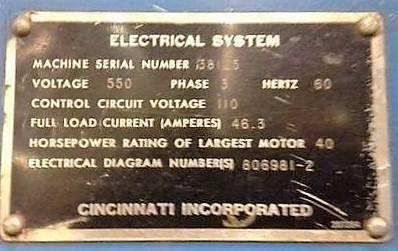 ELECTRICAL SYSTEM
MACHINE SERIAL NUMBER 38125
VOLTAGE 550 PHASE 3 HERTZ 60
CONTROL CIRCUIT VOLTAGE 110
FULL LOAD CURRENT (AMPERES) 46.3
HORSEPOWER RATING OF LARGEST MOTOR 40
ELECTRICAL DIAGRAM NUMBER(S) 806981-2
CINCINNATI INCORPORATED